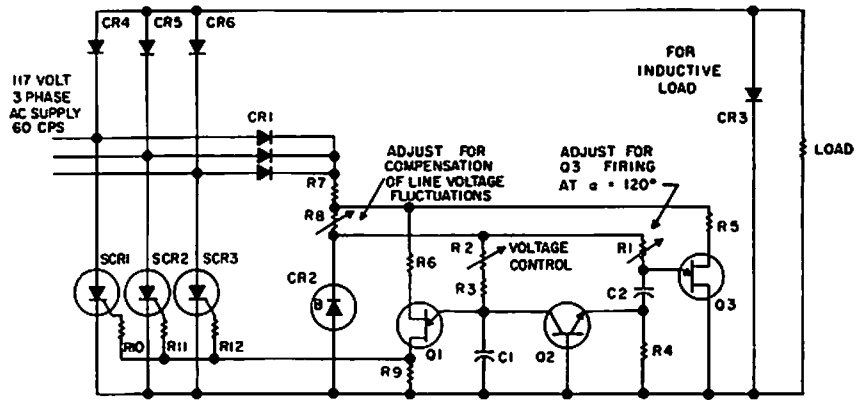 CR4
CR5
CR6
117 VOLT
3 PHASE
AC SUPPLY
60 CPS
CR1
FOR
INDUCTIVE
LOAD
CR3
LOAD
ADJUST FOR
COMPENSATION
OF LINE VOLTAGE
FLUCTUATIONS
ADJUST FOR
Q3 FIRING
AT α = 120°
R7
R8
R5
R6
R2
VOLTAGE
CONTROL
R1
SCR1
SCR2
SCR3
CR2
B
R3
C2
Q3
R10
R11
R12
Q1
R9
C1
Q2
R4